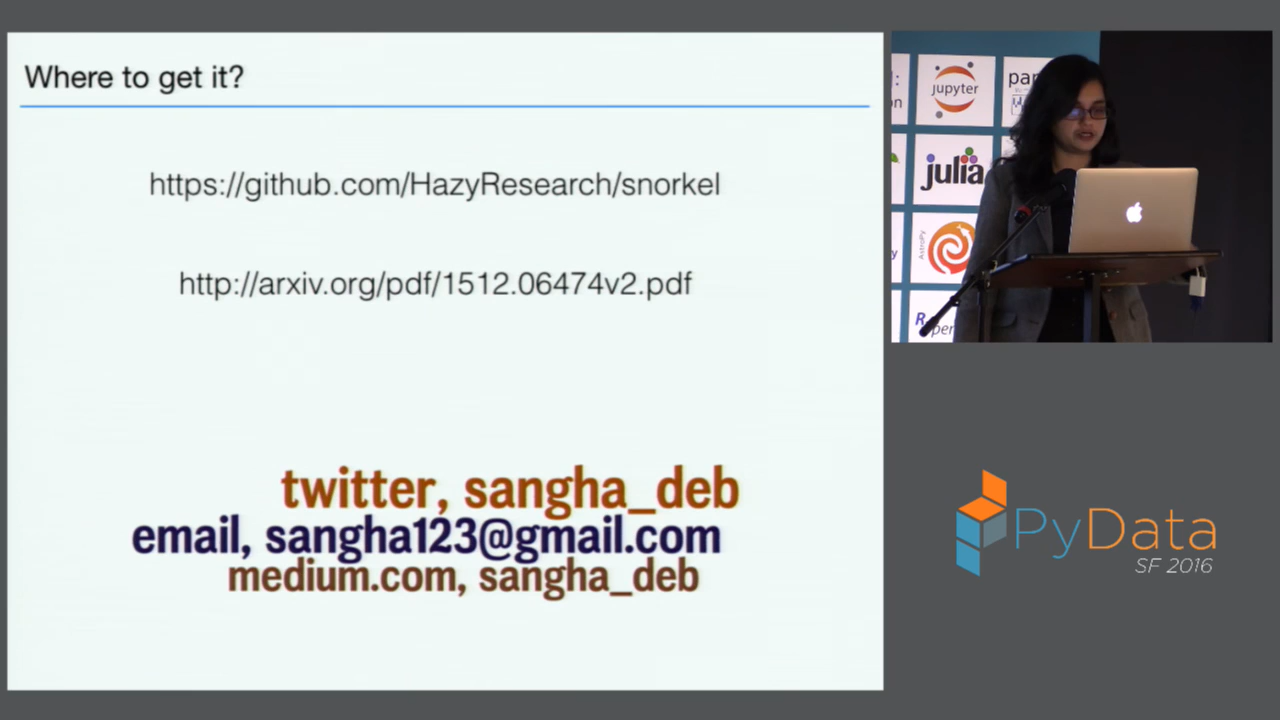 Where to get it?
https://github.com/HazyResearch/snorkel
http://arxiv.org/pdf/1512.06474v2.pdf
twitter, sangha_deb
email, sangha123@gmail.com
medium.com, sangha_deb
jupyter
julia
AstroPy
PyData
SF 2016